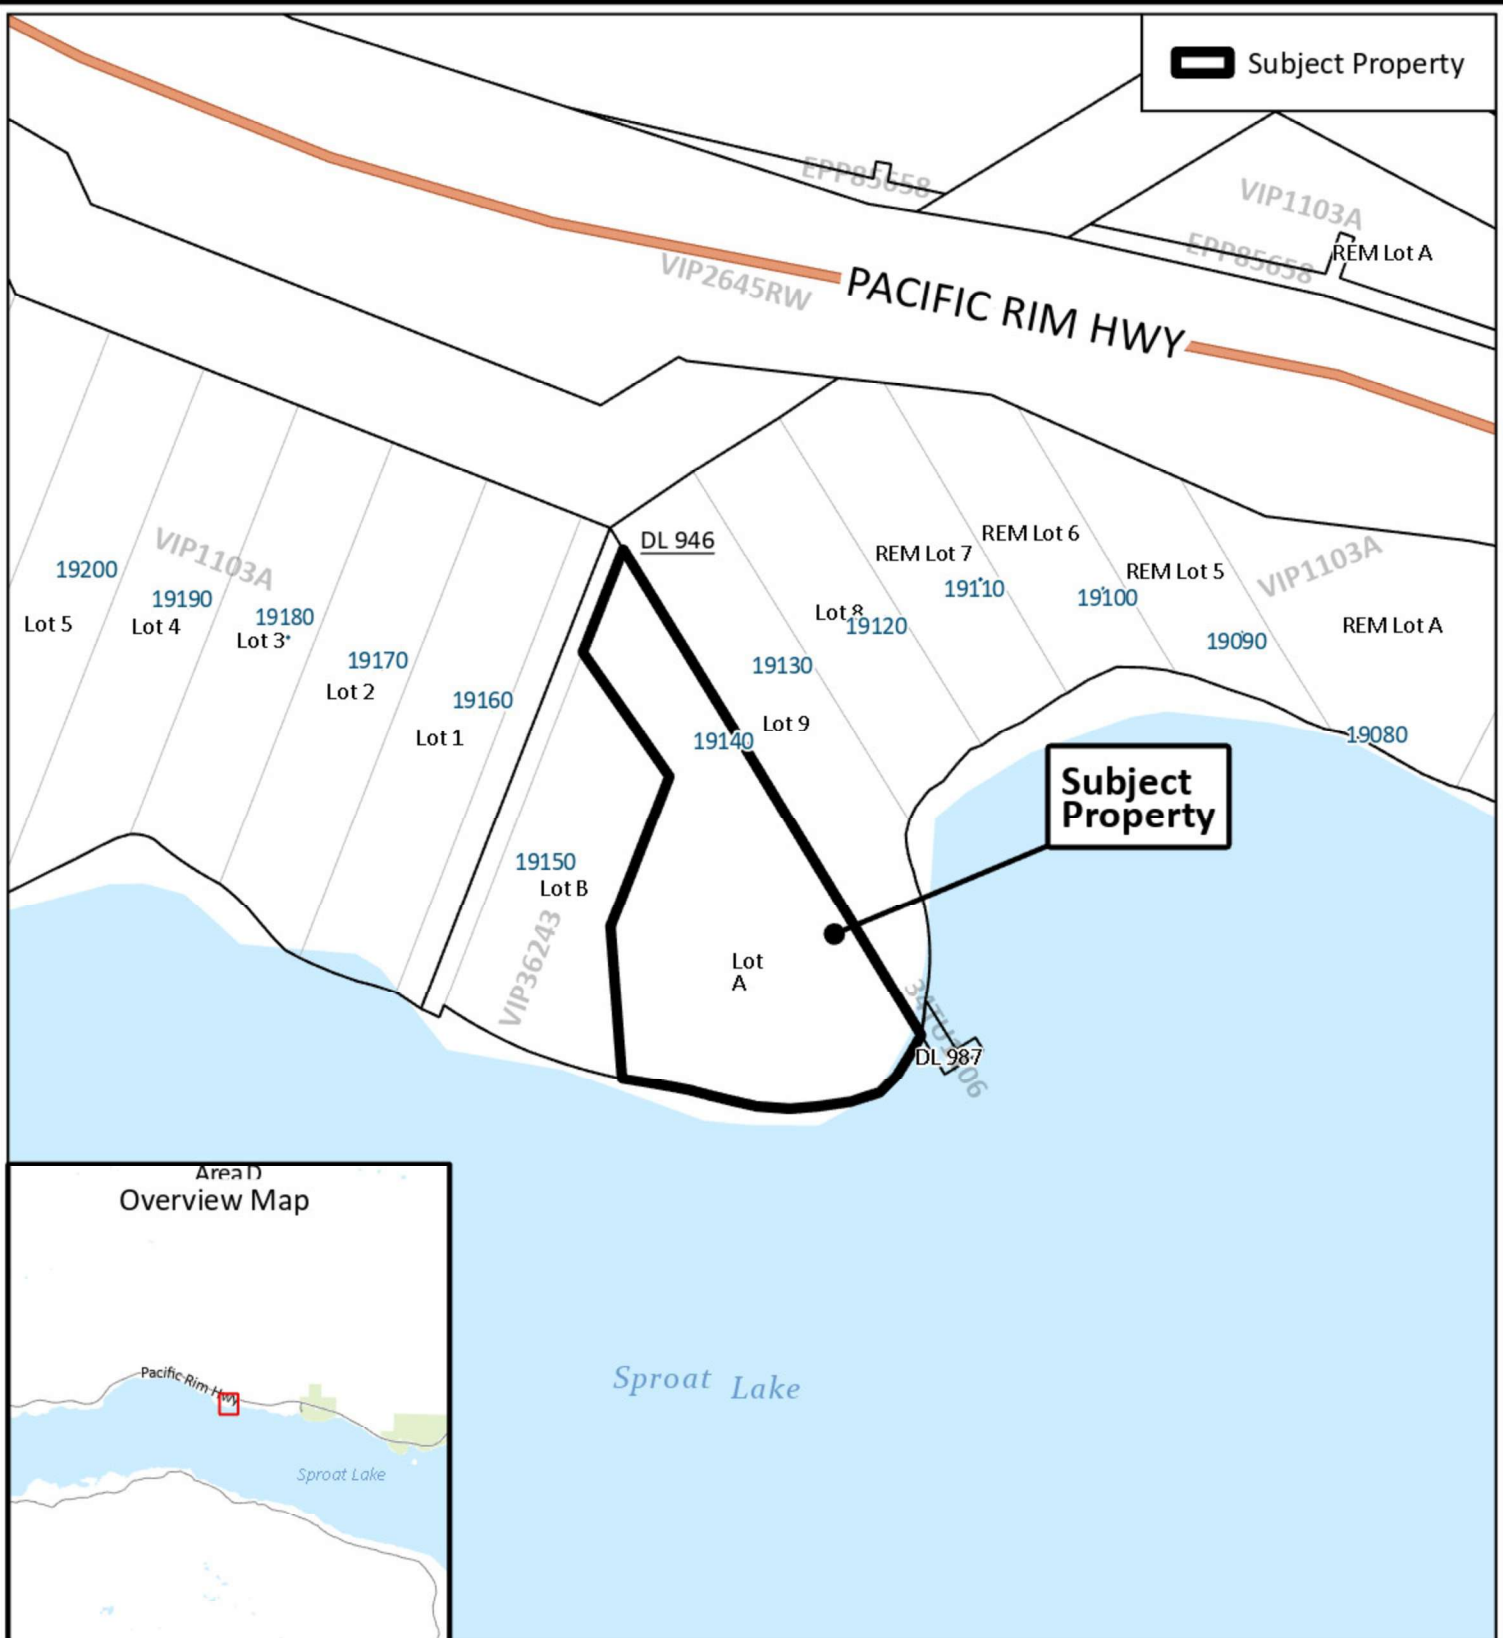 Subject Property
EPP85658
VIP1103A
EPP85658
REM Lot A
VIP2645RW
PACIFIC RIM HWY
DL 946
REM Lot 6
REM Lot 7
REM Lot 5
VIP1103A
VIP1103A
19200
19190
19180
19110
19100
Lot 5
Lot 4
Lot 3
Lot 8
19120
REM Lot A
19090
19170
19130
Lot 2
19160
Lot 9
Lot 1
19140
19080
Subject
Property
19150
Lot B
VIP36243
Lot
A
DL 987
Area D
Overview Map
Pacific Rim Hwy
Sproat Lake
Sproat Lake